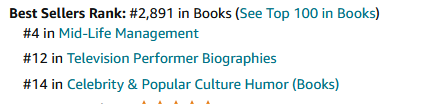 Best Sellers Rank: #2,891 in Books (See Top 100 in Books)
#4 in Mid-Life Management
#12 in Television Performer Biographies
#14 in Celebrity & Popular Culture Humor (Books)